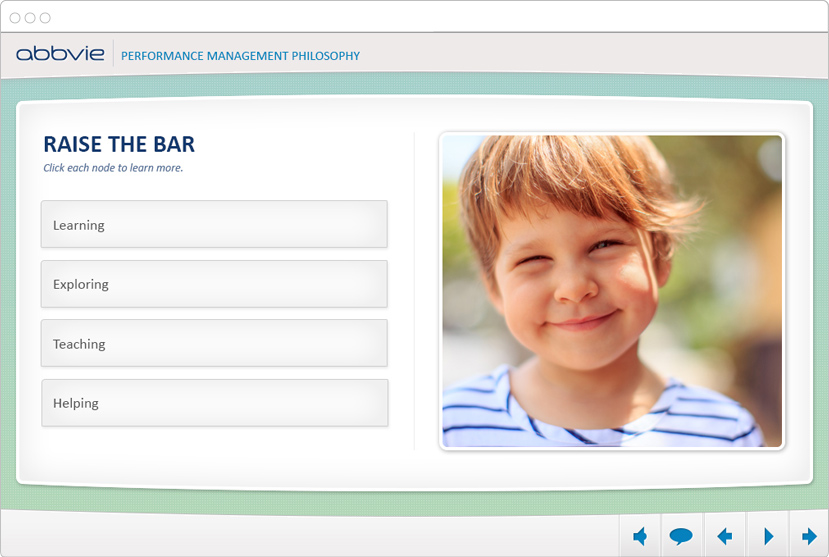 abbvie
PERFORMANCE MANAGEMENT PHILOSOPHY
RAISE THE BAR
Click each node to learn more.
Learning
Exploring
Teaching
Helping